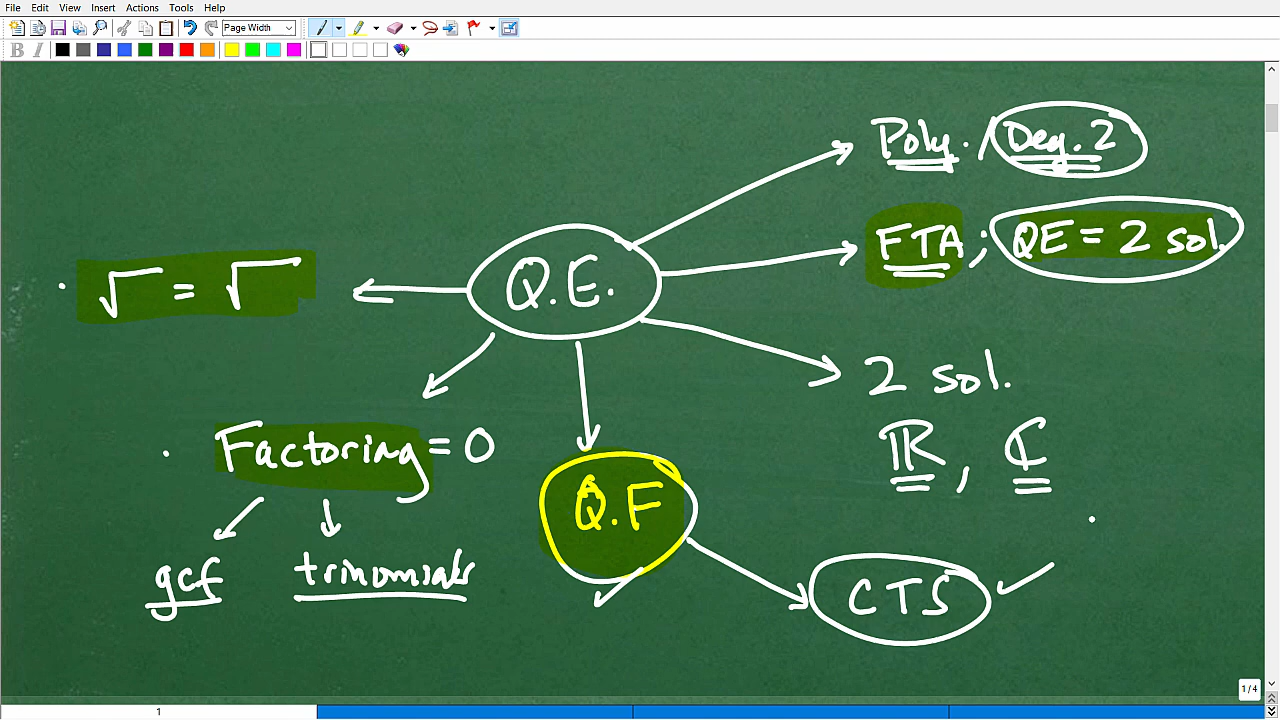 File Edit View Insert Actions Tools Help
Page Width
B I
Poly. / Deg. 2
FTA ; QE = 2 sol.
√ = √
Q.E.
2 sol.
ℝ , ℂ
Factoring = 0
Q.F
gcf trinomials
CTS
1/4
1